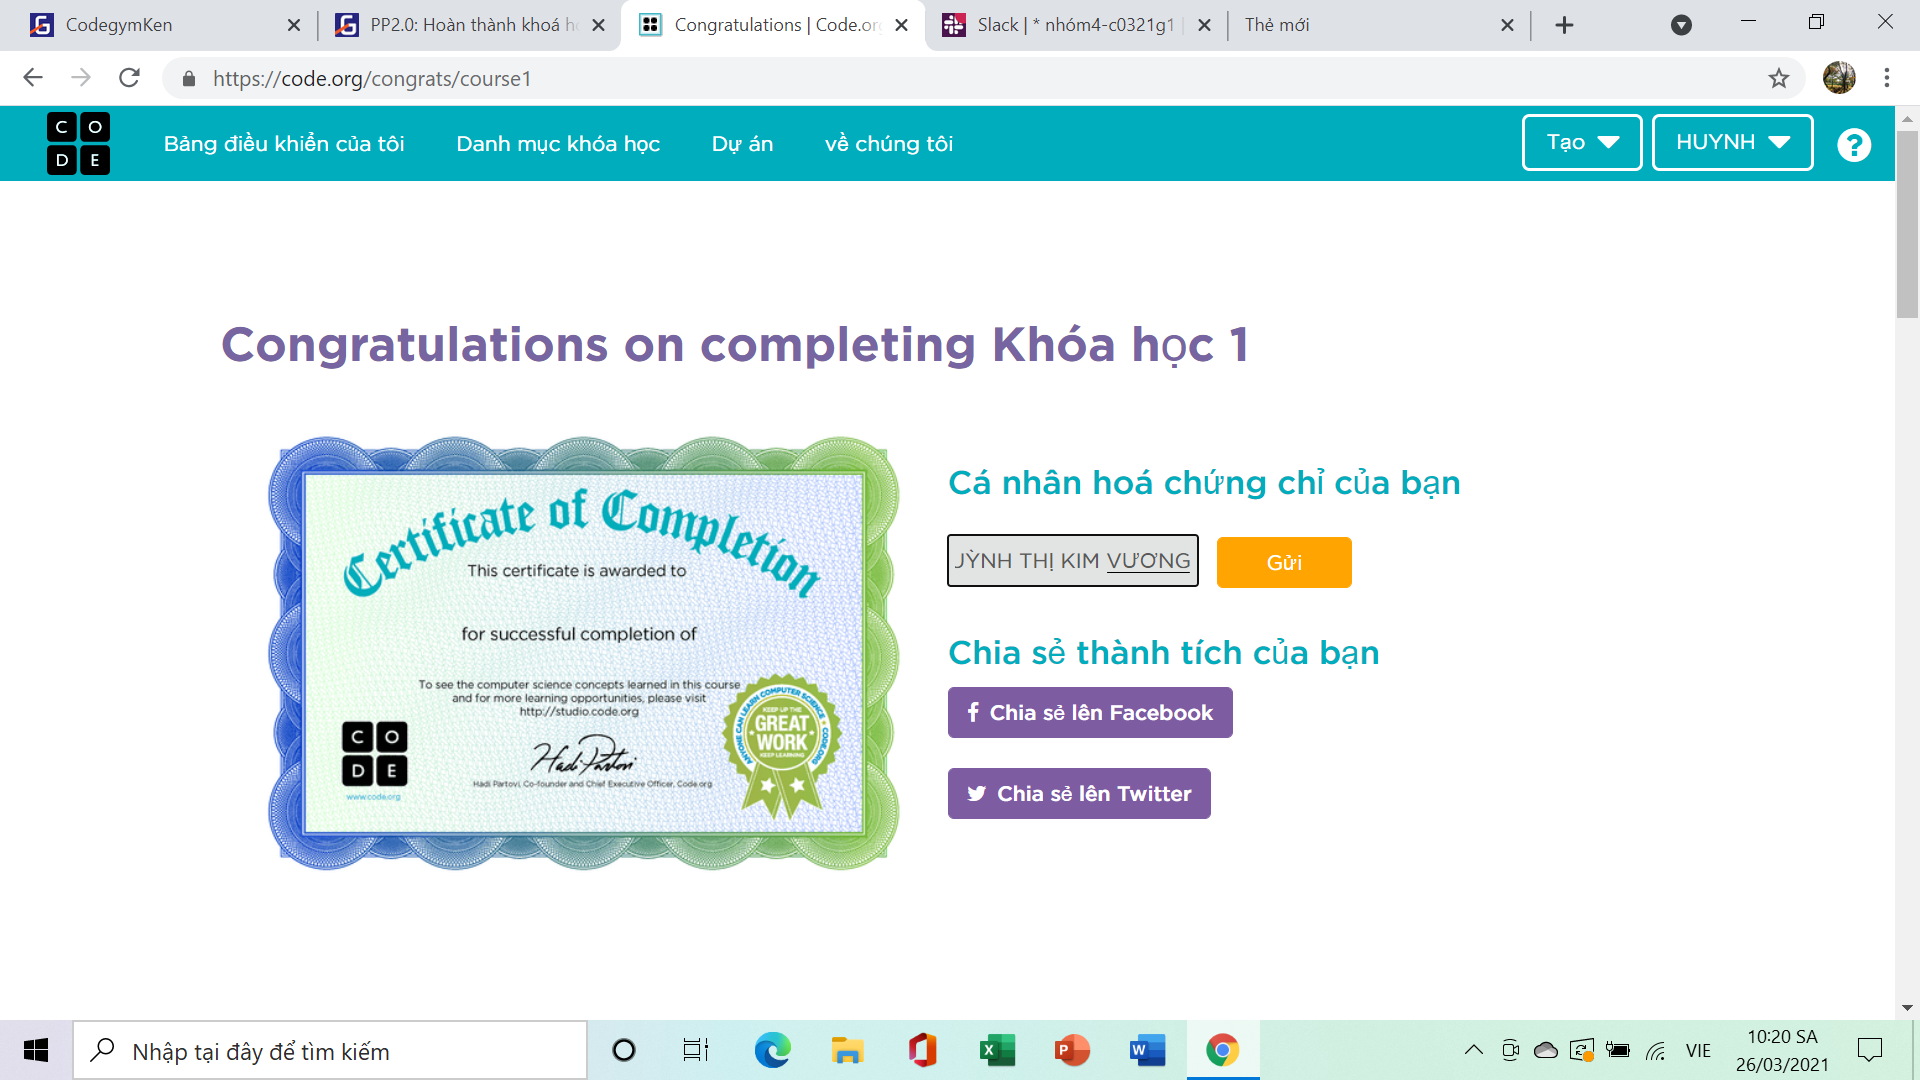 CodegymKen
PP2.0: Hoàn thành khoá h
Congratulations | Code.or
Slack | * nhóm4-c0321g1 |
Thẻ mới
https://code.org/congrats/course1
C O
D E
Bảng điều khiển của tôi
Danh mục khóa học
Dự án
về chúng tôi
Tạo
HUYNH
?
Congratulations on completing Khóa học 1
Certificate of Completion
This certificate is awarded to
for successful completion of
To see the computer science concepts learned in this course
and for more learning opportunities, please visit
http://studio.code.org
C O
D E
www.code.org
Hadi Partovi
Hadi Partovi, Co-founder and Chief Executive Officer, Code.org
ANYONE CAN LEARN COMPUTER SCIENCE • CODE.ORG
KEEP UP THE
GREAT
WORK
KEEP LEARNING
Cá nhân hoá chứng chỉ của bạn
UỲNH THỊ KIM VƯƠNG
Gửi
Chia sẻ thành tích của bạn
Chia sẻ lên Facebook
Chia sẻ lên Twitter
Nhập tại đây để tìm kiếm
VIE
10:20 SA
26/03/2021